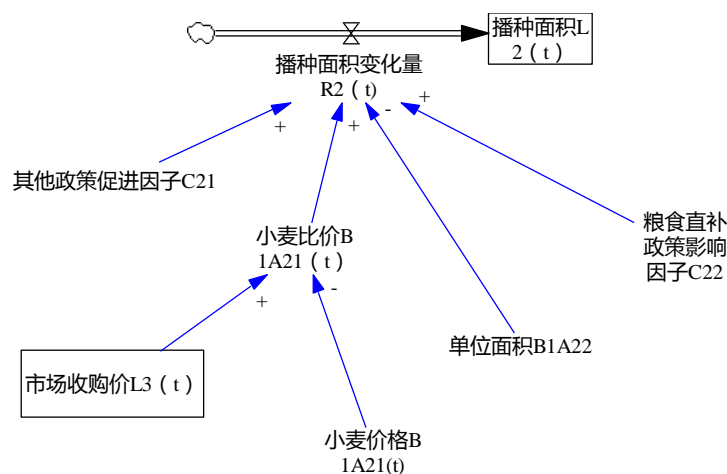 播种面积L
2（t）
播种面积变化量
R2（t）
+
-
+
+
其他政策促进因子C21
小麦比价B
1A21（t）
粮食直补
政策影响
因子C22
+
-
单位面积B1A22
市场收购价L3（t）
小麦价格B
1A21(t)